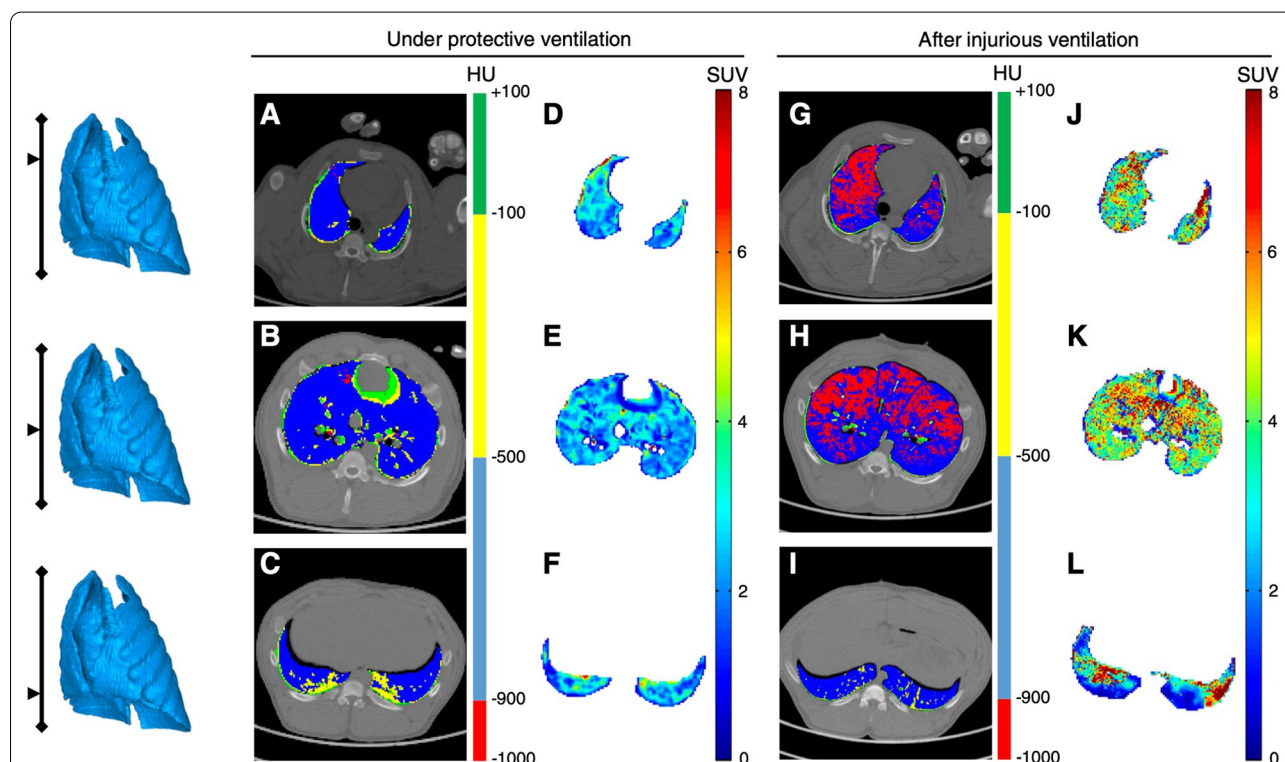 Under protective ventilation
After injurious ventilation
HU
SUV
HU
SUV
A
+100
D
8
G
+100
J
8
-100
-100
6
6
B
E
H
K
4
4
-500
-500
C
F
I
L
2
2
-900
-900
-1000
0
-1000
0